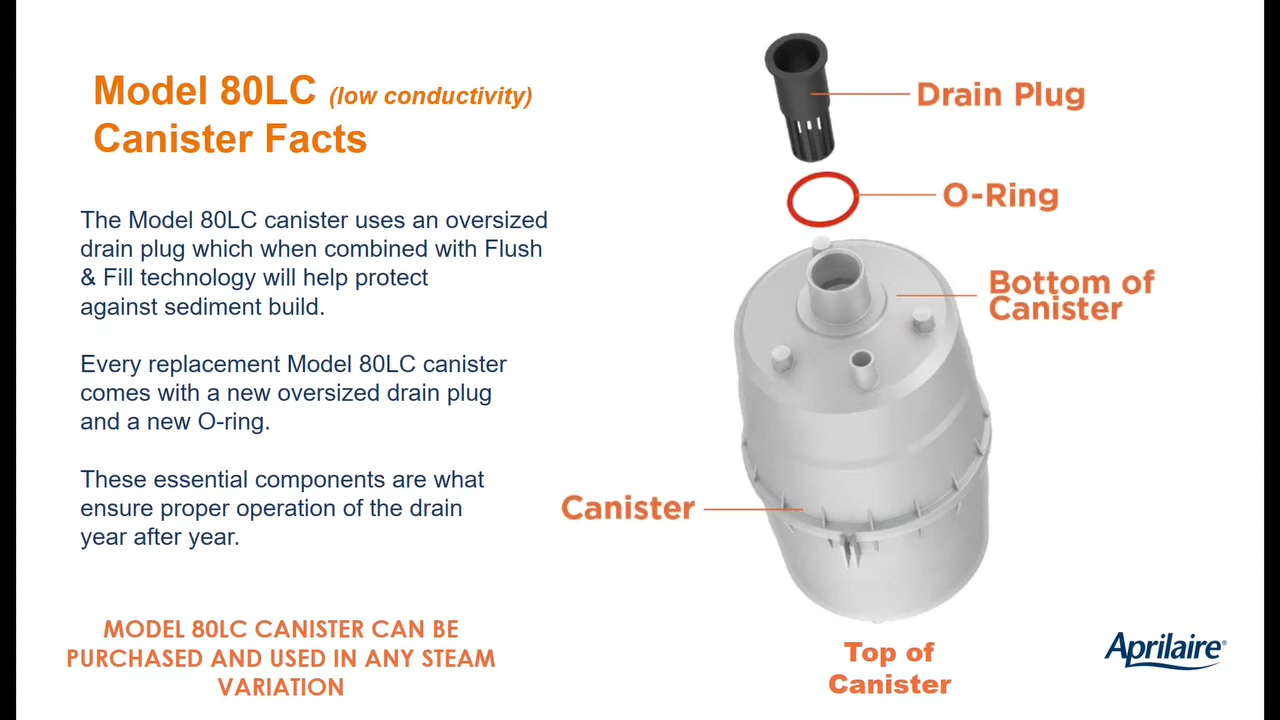 Model 80LC (low conductivity)
Canister Facts
The Model 80LC canister uses an oversized
drain plug which when combined with Flush
& Fill technology will help protect
against sediment build.
Every replacement Model 80LC canister
comes with a new oversized drain plug
and a new O-ring.
These essential components are what
ensure proper operation of the drain
year after year.
MODEL 80LC CANISTER CAN BE
PURCHASED AND USED IN ANY STEAM
VARIATION
Drain Plug
O-Ring
Bottom of
Canister
Canister
Top of
Canister
Aprilaire®